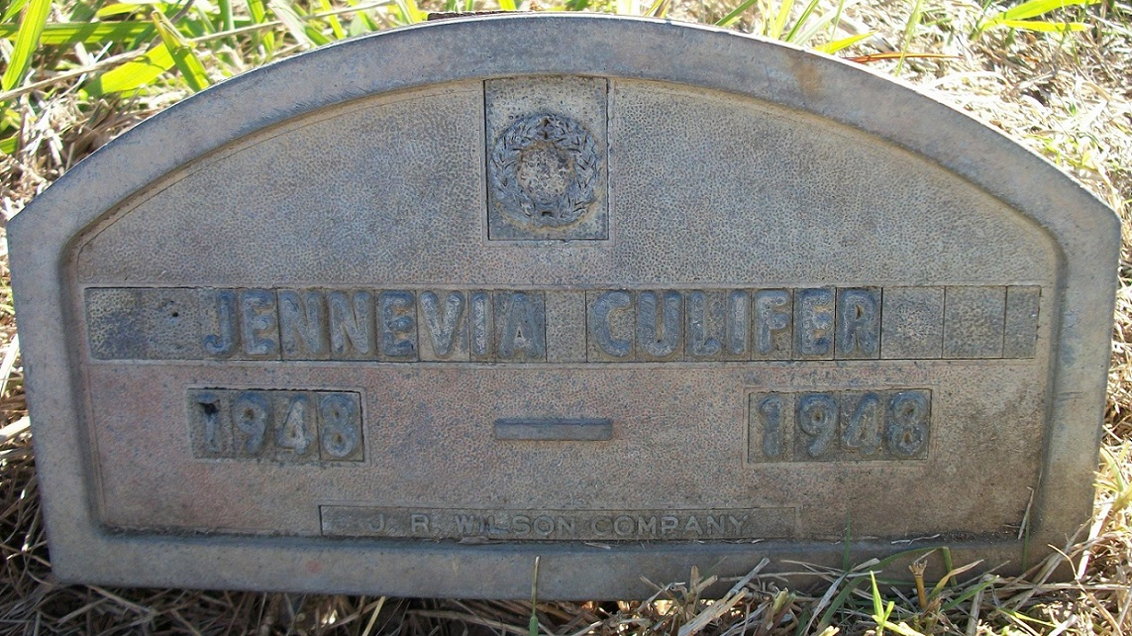 JENNEVIA CULIFER
1948 — 1948
J. R. WILSON COMPANY